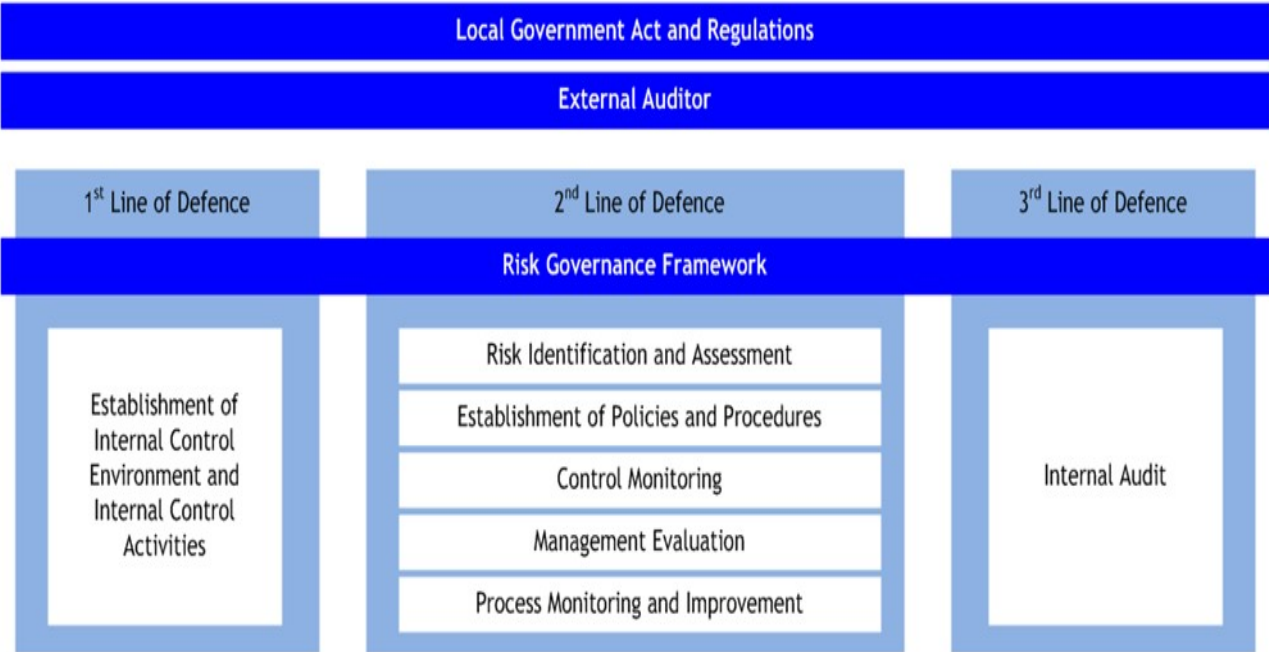 Local Government Act and Regulations
External Auditor
1st Line of Defence
2nd Line of Defence
3rd Line of Defence
Risk Governance Framework
Establishment of
Internal Control
Environment and
Internal Control
Activities
Risk Identification and Assessment
Establishment of Policies and Procedures
Control Monitoring
Management Evaluation
Process Monitoring and Improvement
Internal Audit